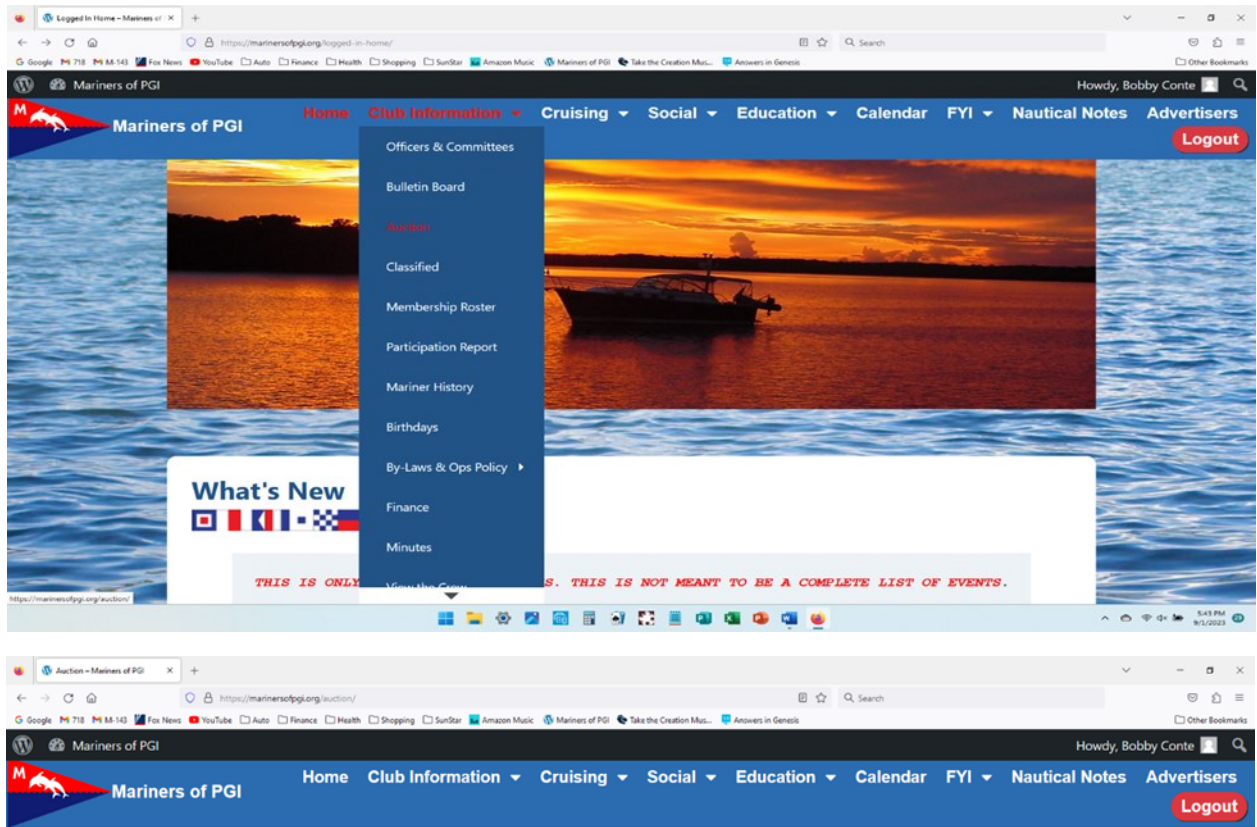 Logged In Home – Mariners of
https://marinersofpgi.org/logged-in-home/
Search
Google M 718 M M-143 Fox News YouTube Auto Finance Health Shopping SunStar Amazon Music Mariners of PGI Take the Creation Mus... Answers in Genesis Other Bookmarks
Mariners of PGI Howdy, Bobby Conte
M
Mariners of PGI
Home Club Information Cruising Social Education Calendar FYI Nautical Notes Advertisers
Logout
Officers & Committees
Bulletin Board
Auction
Classified
Membership Roster
Participation Report
Mariner History
Birthdays
By-Laws & Ops Policy
Finance
Minutes
View the Crew
What's New
THIS IS ONLY S. THIS IS NOT MEANT TO BE A COMPLETE LIST OF EVENTS.
https://marinersofpgi.org/auction/
5:43 PM
9/1/2023
Auction – Mariners of PGI
https://marinersofpgi.org/auction/
Search
Google M 718 M M-143 Fox News YouTube Auto Finance Health Shopping SunStar Amazon Music Mariners of PGI Take the Creation Mus... Answers in Genesis Other Bookmarks
Mariners of PGI Howdy, Bobby Conte
M
Mariners of PGI
Home Club Information Cruising Social Education Calendar FYI Nautical Notes Advertisers
Logout